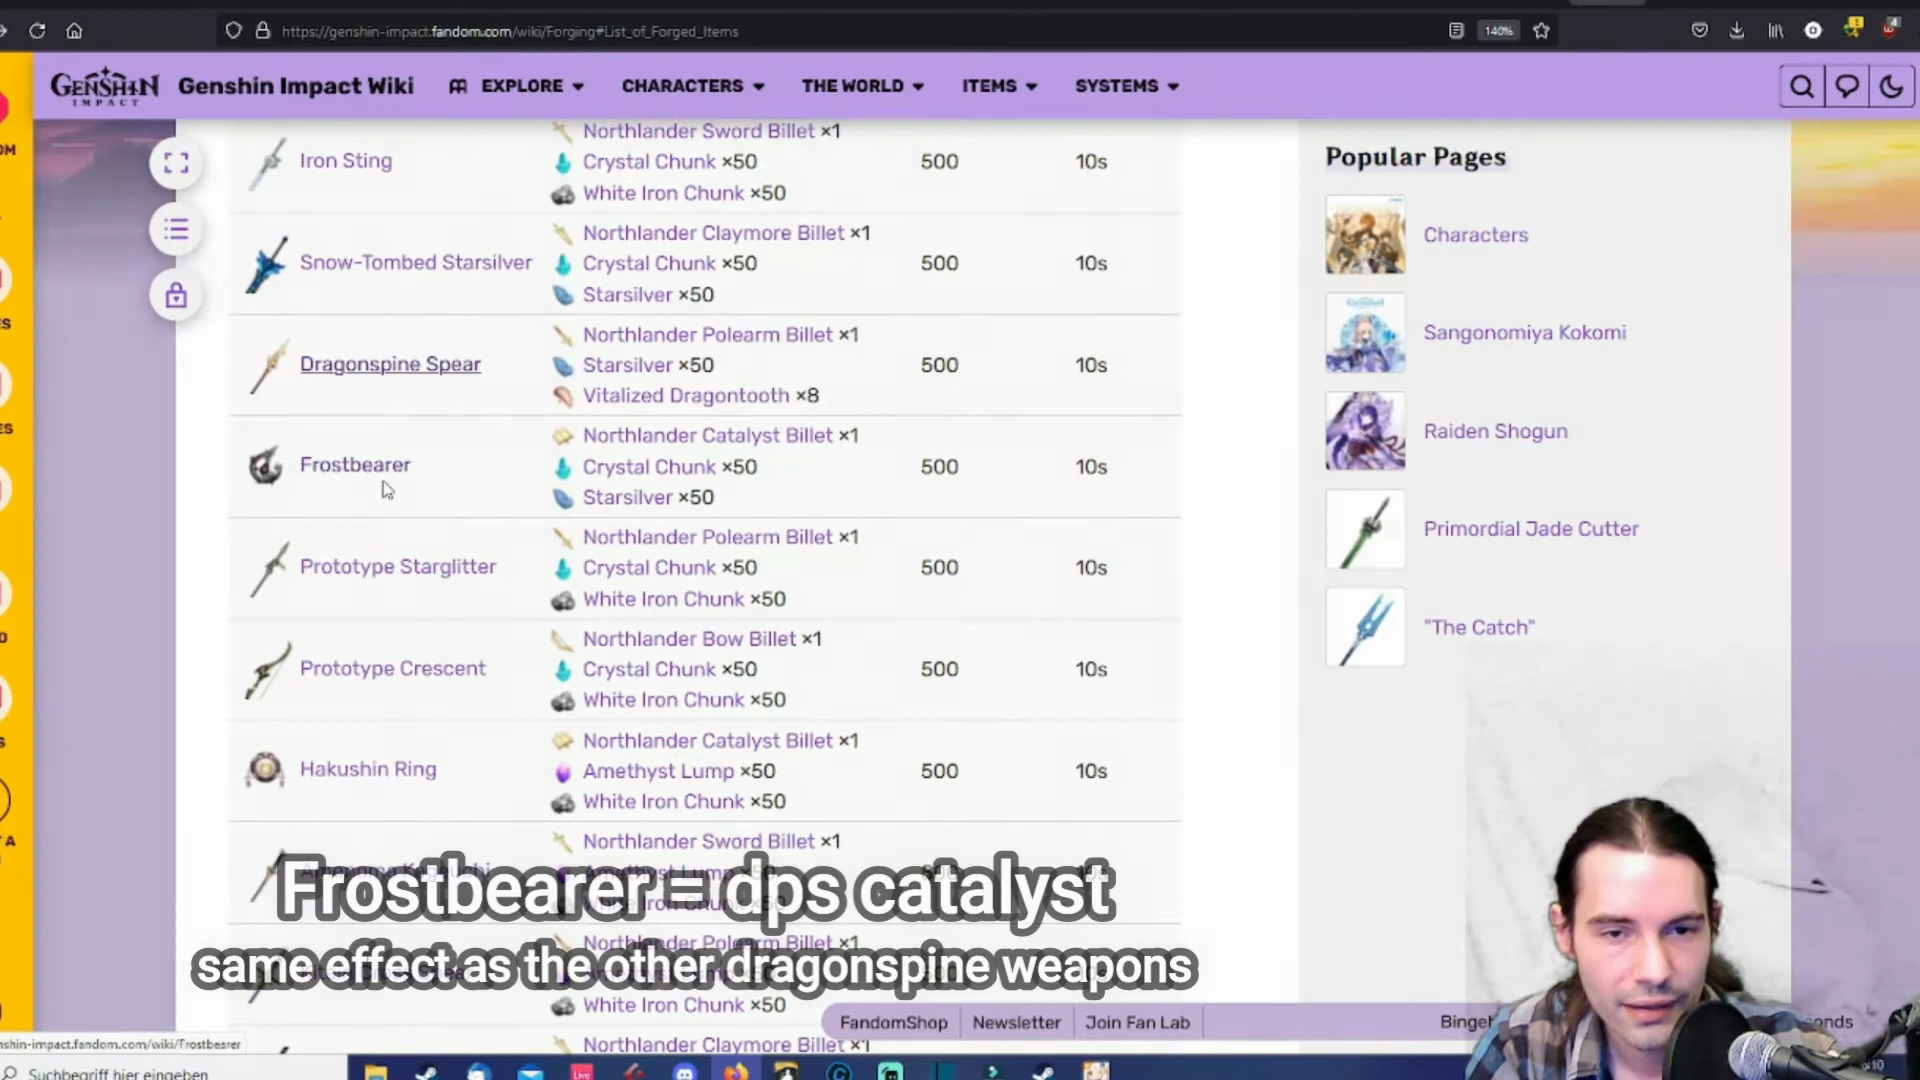 https://genshin-impact.fandom.com/wiki/Forging#List_of_Forged_Items
140%
GENSHIN
IMPACT
Genshin Impact Wiki
EXPLORE
CHARACTERS
THE WORLD
ITEMS
SYSTEMS
Northlander Sword Billet ×1
Iron Sting
Crystal Chunk ×50
500
10s
White Iron Chunk ×50
Northlander Claymore Billet ×1
Snow-Tombed Starsilver
Crystal Chunk ×50
500
10s
Starsilver ×50
Northlander Polearm Billet ×1
Dragonspine Spear
Starsilver ×50
500
10s
Vitalized Dragontooth ×8
Northlander Catalyst Billet ×1
Frostbearer
Crystal Chunk ×50
500
10s
Starsilver ×50
Northlander Polearm Billet ×1
Prototype Starglitter
Crystal Chunk ×50
500
10s
White Iron Chunk ×50
Northlander Bow Billet ×1
Prototype Crescent
Crystal Chunk ×50
500
10s
White Iron Chunk ×50
Northlander Catalyst Billet ×1
Hakushin Ring
Amethyst Lump ×50
500
10s
White Iron Chunk ×50
Northlander Sword Billet ×1
Frostbearer = dps catalyst
Northlander Polearm Billet ×1
same effect as the other dragonspine weapons
White Iron Chunk ×50
Northlander Claymore Billet ×1
Popular Pages
Characters
Sangonomiya Kokomi
Raiden Shogun
Primordial Jade Cutter
"The Catch"
FandomShop
Newsletter
Join Fan Lab
nshin-impact.fandom.com/wiki/Frostbearer
Suchbegriff hier eingeben
Live